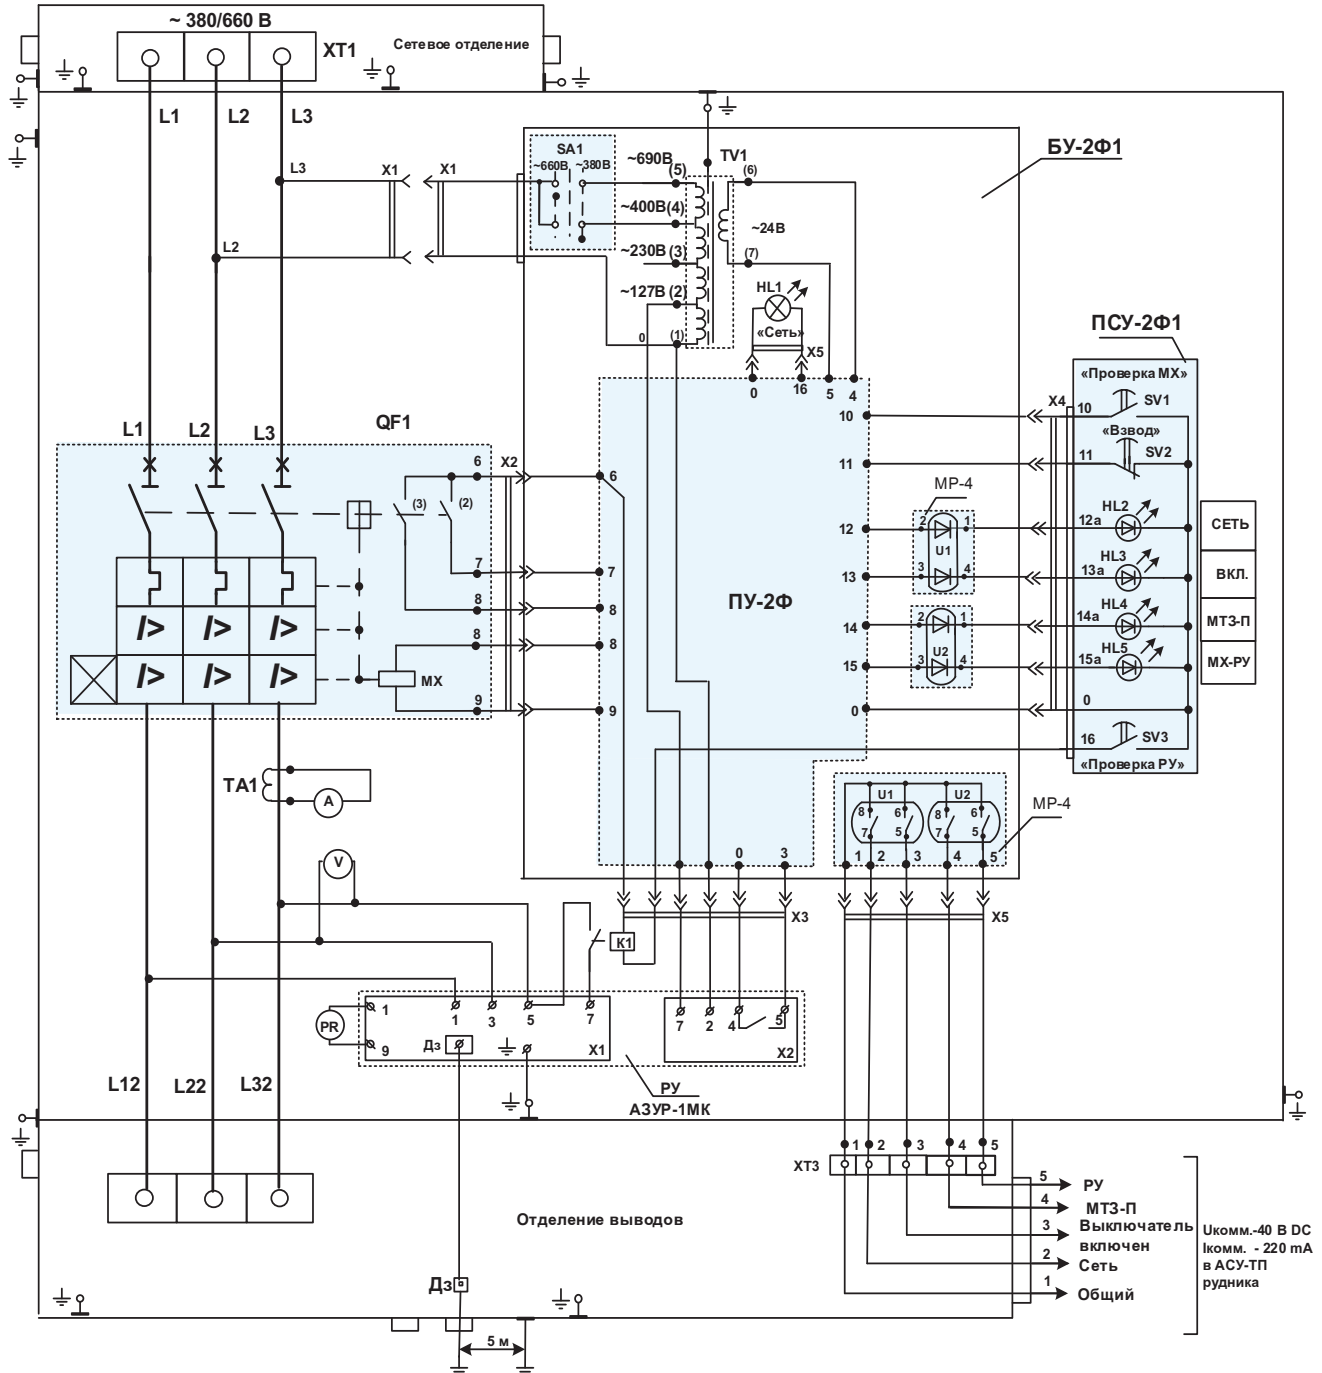 ~ 380/660 В
XT1
Сетевое отделение
L1
L2
L3
L3
X1
X1
L2
SA1
~660В
~380В
~690В
(5)
~400В (4)
~230В (3)
~127В (2)
0
(1)
TV1
(6)
~24В
(7)
HL1
«Сеть»
X5
0
16
5
4
БУ-2Ф1
ПСУ-2Ф1
«Проверка МХ»
X4
10
SV1
«Взвод»
11
SV2
12а
HL2
СЕТЬ
13а
HL3
ВКЛ.
14а
HL4
МТЗ-П
15а
HL5
МХ-РУ
0
16
SV3
«Проверка РУ»
QF1
L1
L2
L3
6
X2
(3)
(2)
7
8
8
9
I>
I>
I>
I>
I>
I>
МХ
6
7
8
8
9
ПУ-2Ф
10
11
12
13
14
15
0
МР-4
2
1
U1
3
4
2
1
U2
3
4
TA1
A
V
U1
U2
8
6
8
6
7
5
7
5
1
2
3
4
5
МР-4
0
3
X3
X5
К1
PR
1
9
1
3
5
7
Дз
X1
7
2
4
5
X2
РУ
АЗУР-1МК
L12
L22
L32
XT3
1
2
3
4
5
Отделение выводов
5
РУ
4
МТЗ-П
3
Выключатель
включен
2
Сеть
1
Общий
Uкомм.-40 В DC
Iкомм. - 220 mA
в АСУ-ТП
рудника
Дз
5 м